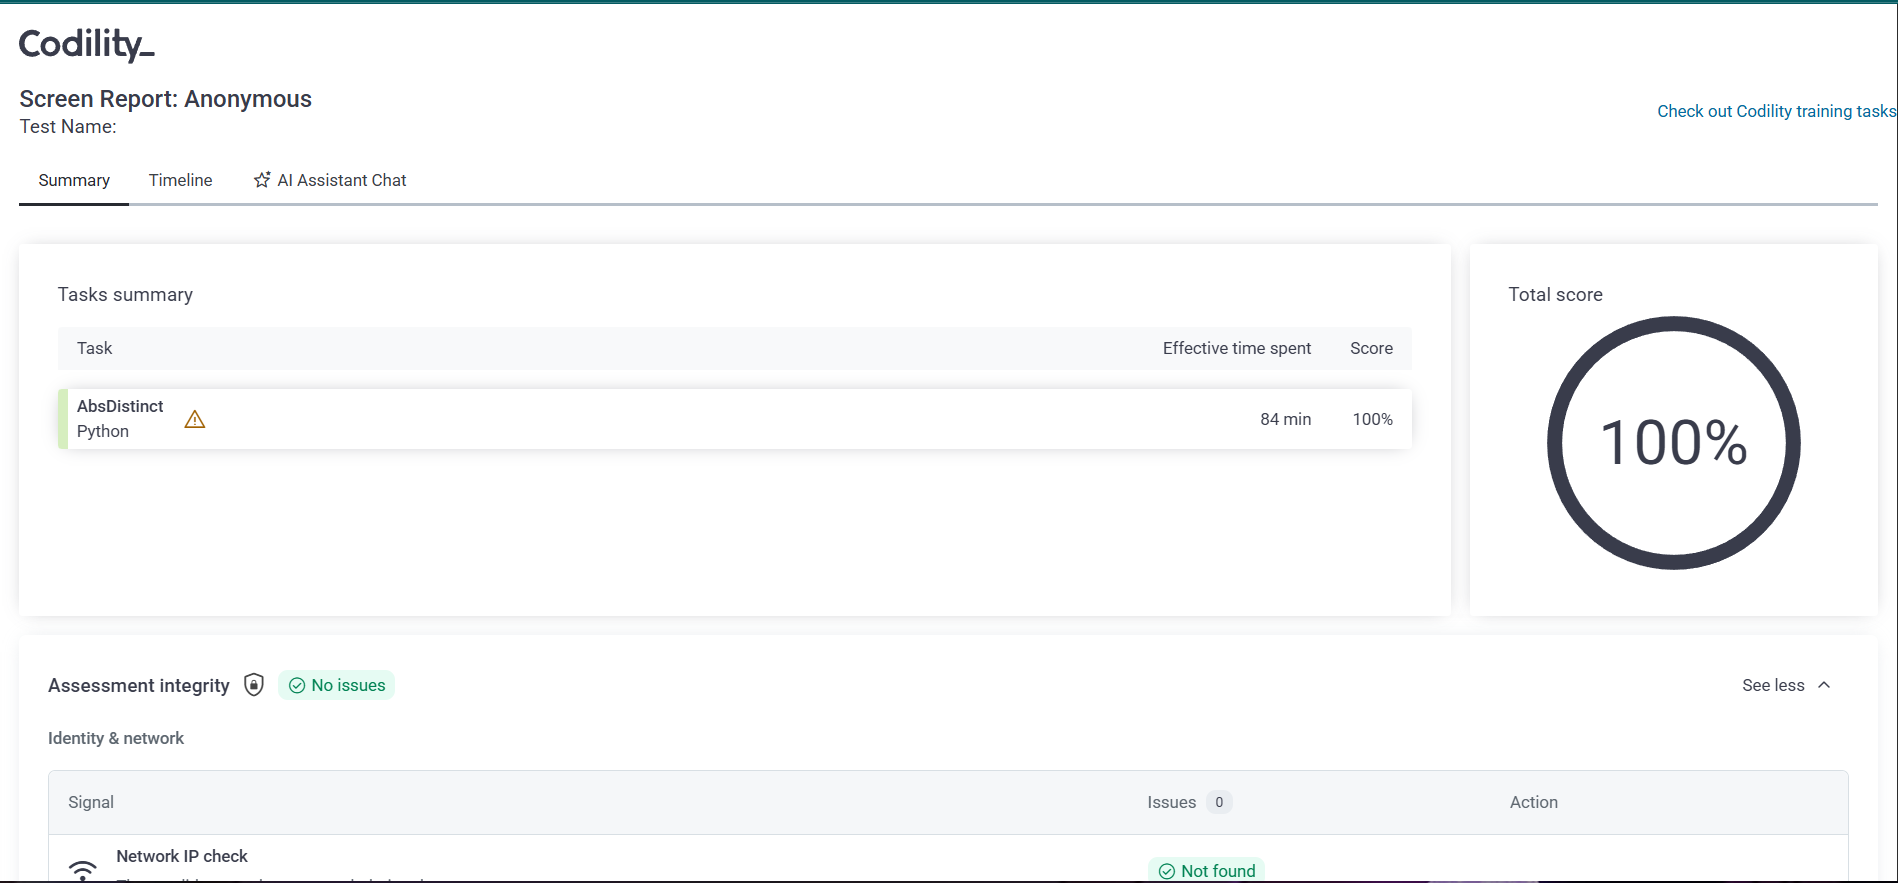 Codility_
Screen Report: Anonymous
Test Name:
Check out Codility training tasks
Summary
Timeline
AI Assistant Chat
Tasks summary
Task
Effective time spent
Score
AbsDistinct
Python
84 min
100%
Total score
100%
Assessment integrity
No issues
See less
Identity & network
Signal
Issues 0
Action
Network IP check
Not found